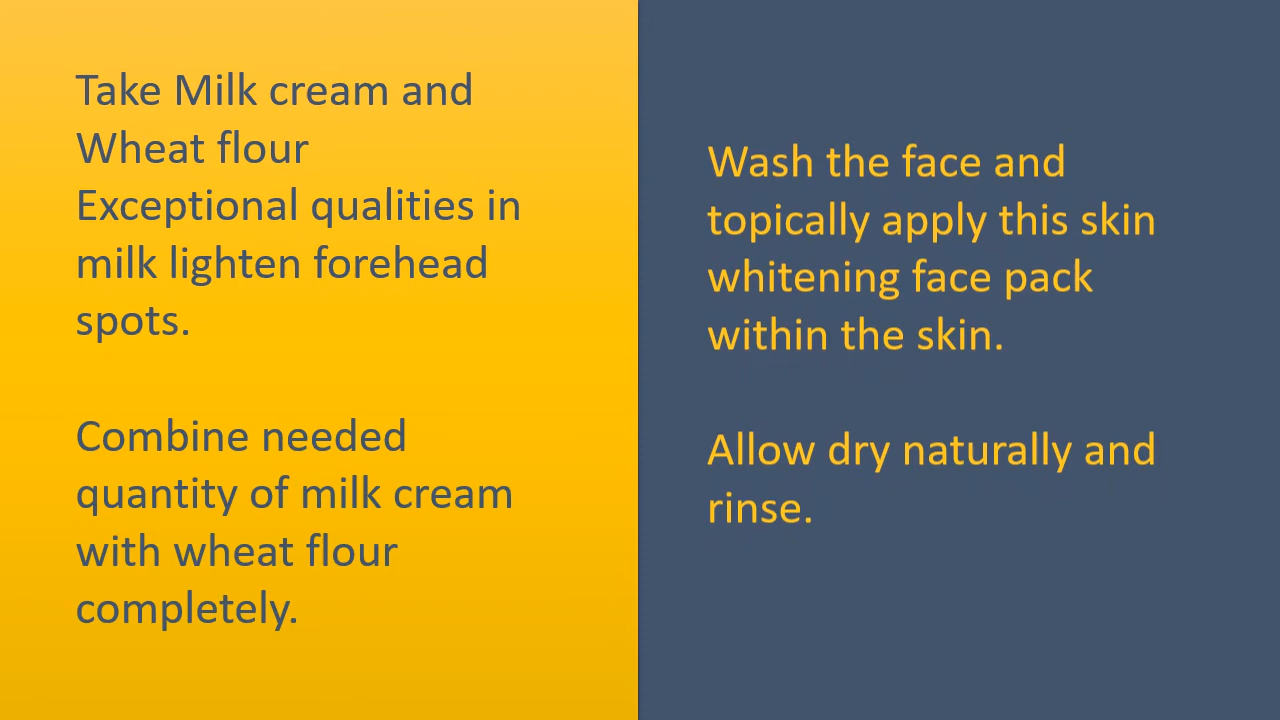 Take Milk cream and
Wheat flour
Exceptional qualities in
milk lighten forehead
spots.
Combine needed
quantity of milk cream
with wheat flour
completely.
Wash the face and
topically apply this skin
whitening face pack
within the skin.
Allow dry naturally and
rinse.